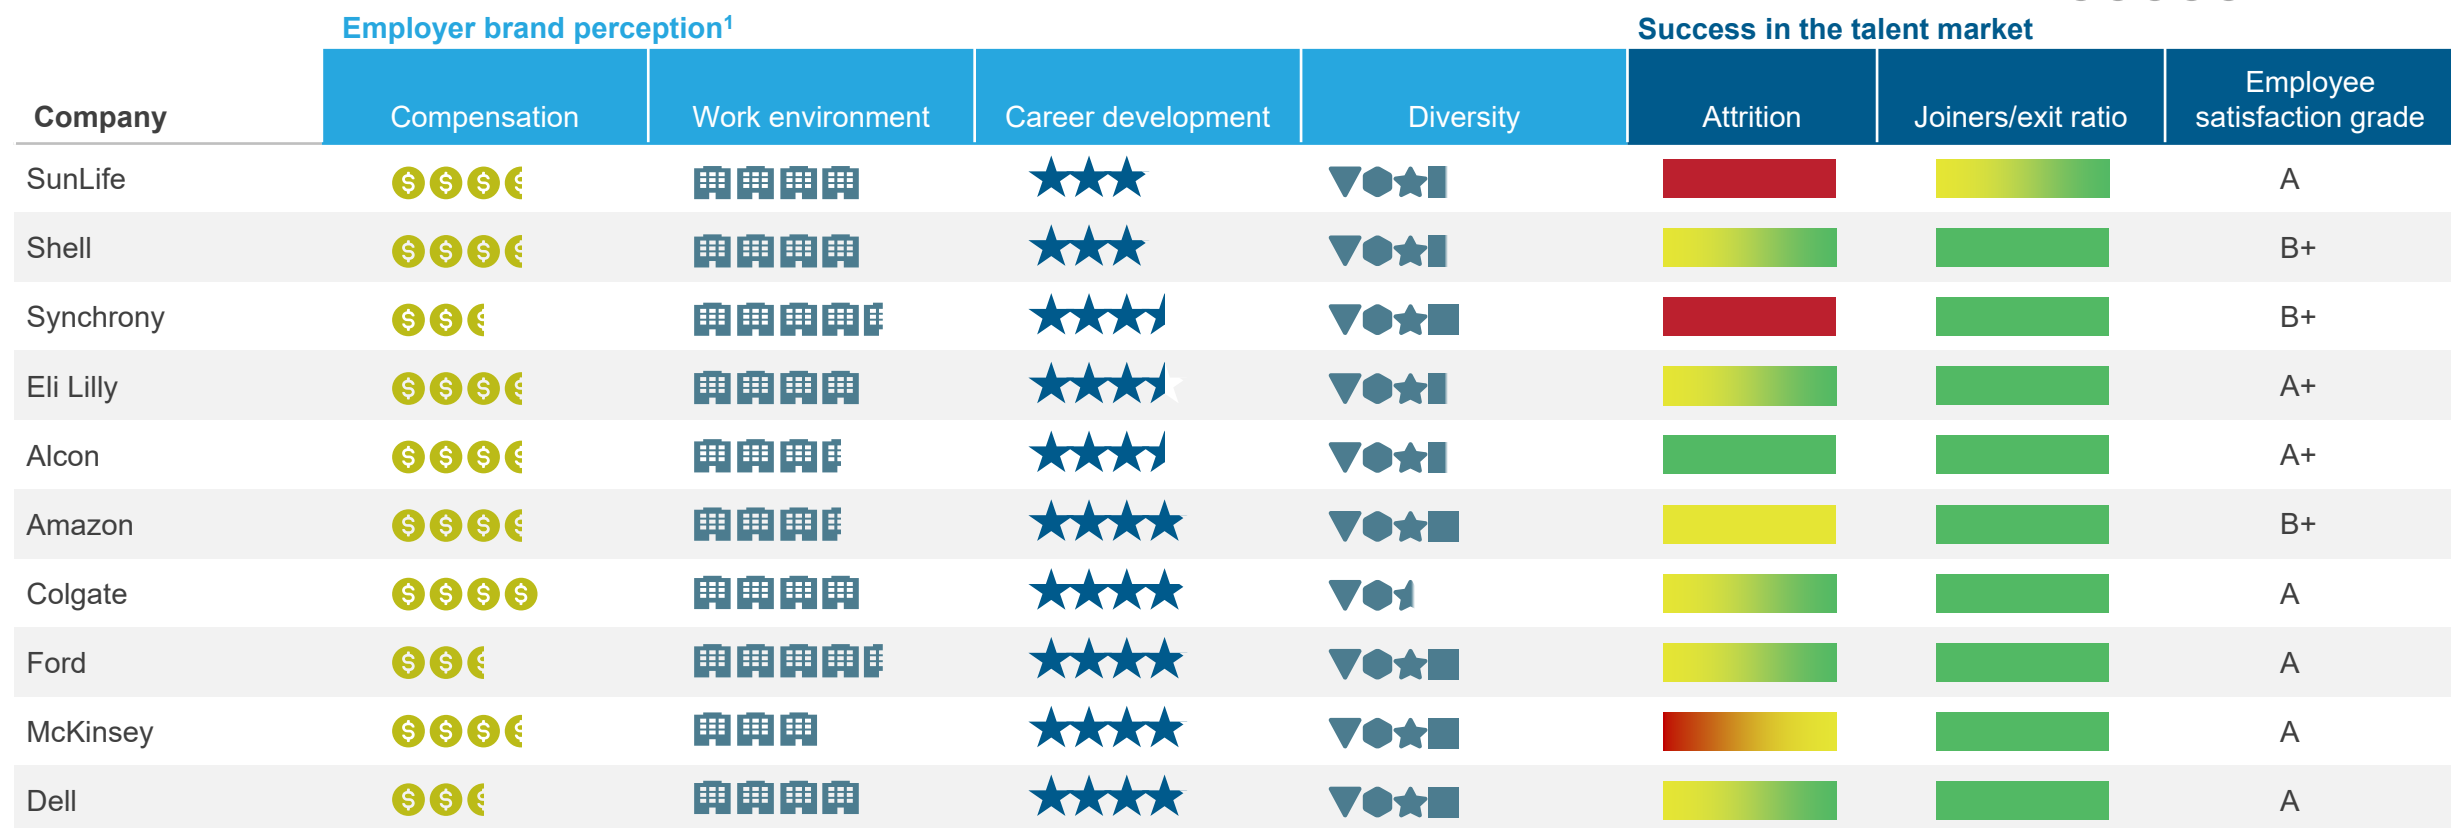 Employer brand perception¹
Success in the talent market
Company
Compensation
Work environment
Career development
Diversity
Attrition
Joiners/exit ratio
Employee
satisfaction grade
SunLife A
Shell B+
Synchrony B+
Eli Lilly A+
Alcon A+
Amazon B+
Colgate A
Ford A
McKinsey A
Dell A